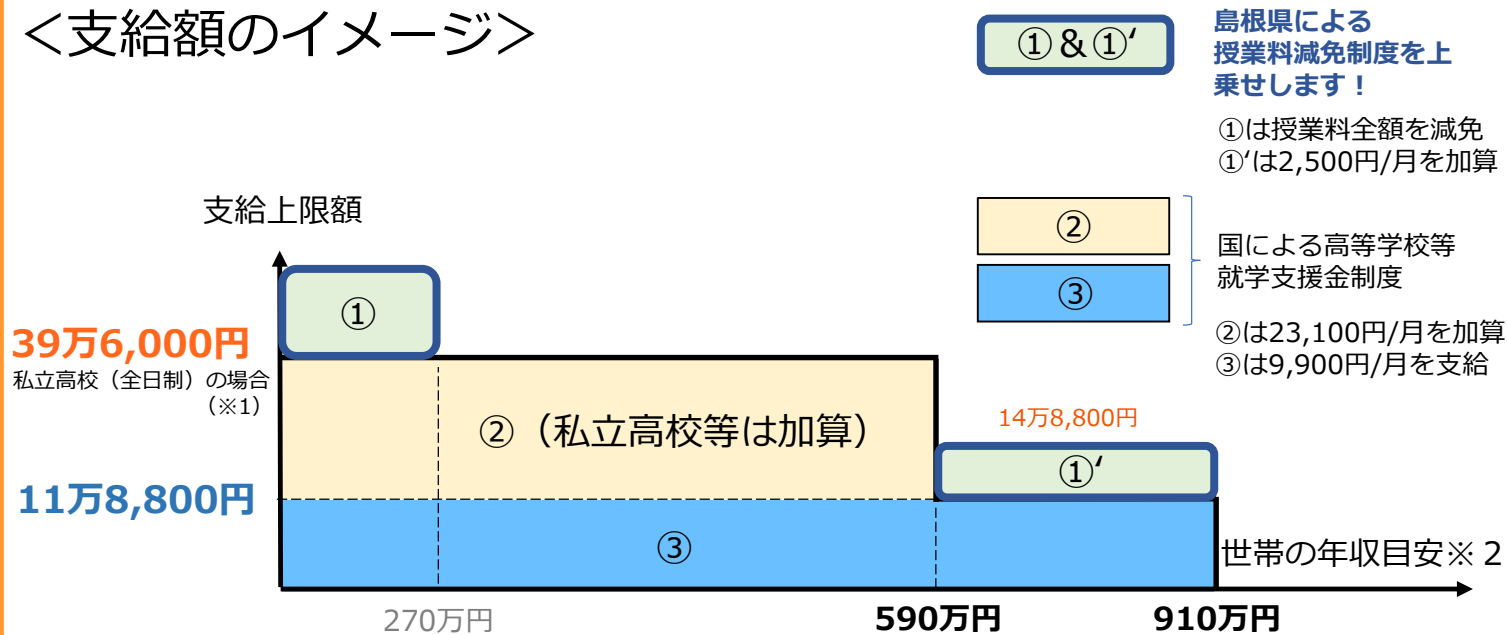 ＜支給額のイメージ＞
①＆①‘
島根県による
授業料減免制度を上
乗せします！
①は授業料全額を減免
①‘は2,500円/月を加算
②
③
国による高等学校等
就学支援金制度
②は23,100円/月を加算
③は9,900円/月を支給
支給上限額
①
39万6,000円
私立高校（全日制）の場合
（※1）
②（私立高校等は加算）
14万8,800円
①‘
11万8,800円
③
世帯の年収目安※２
270万円
590万円
910万円